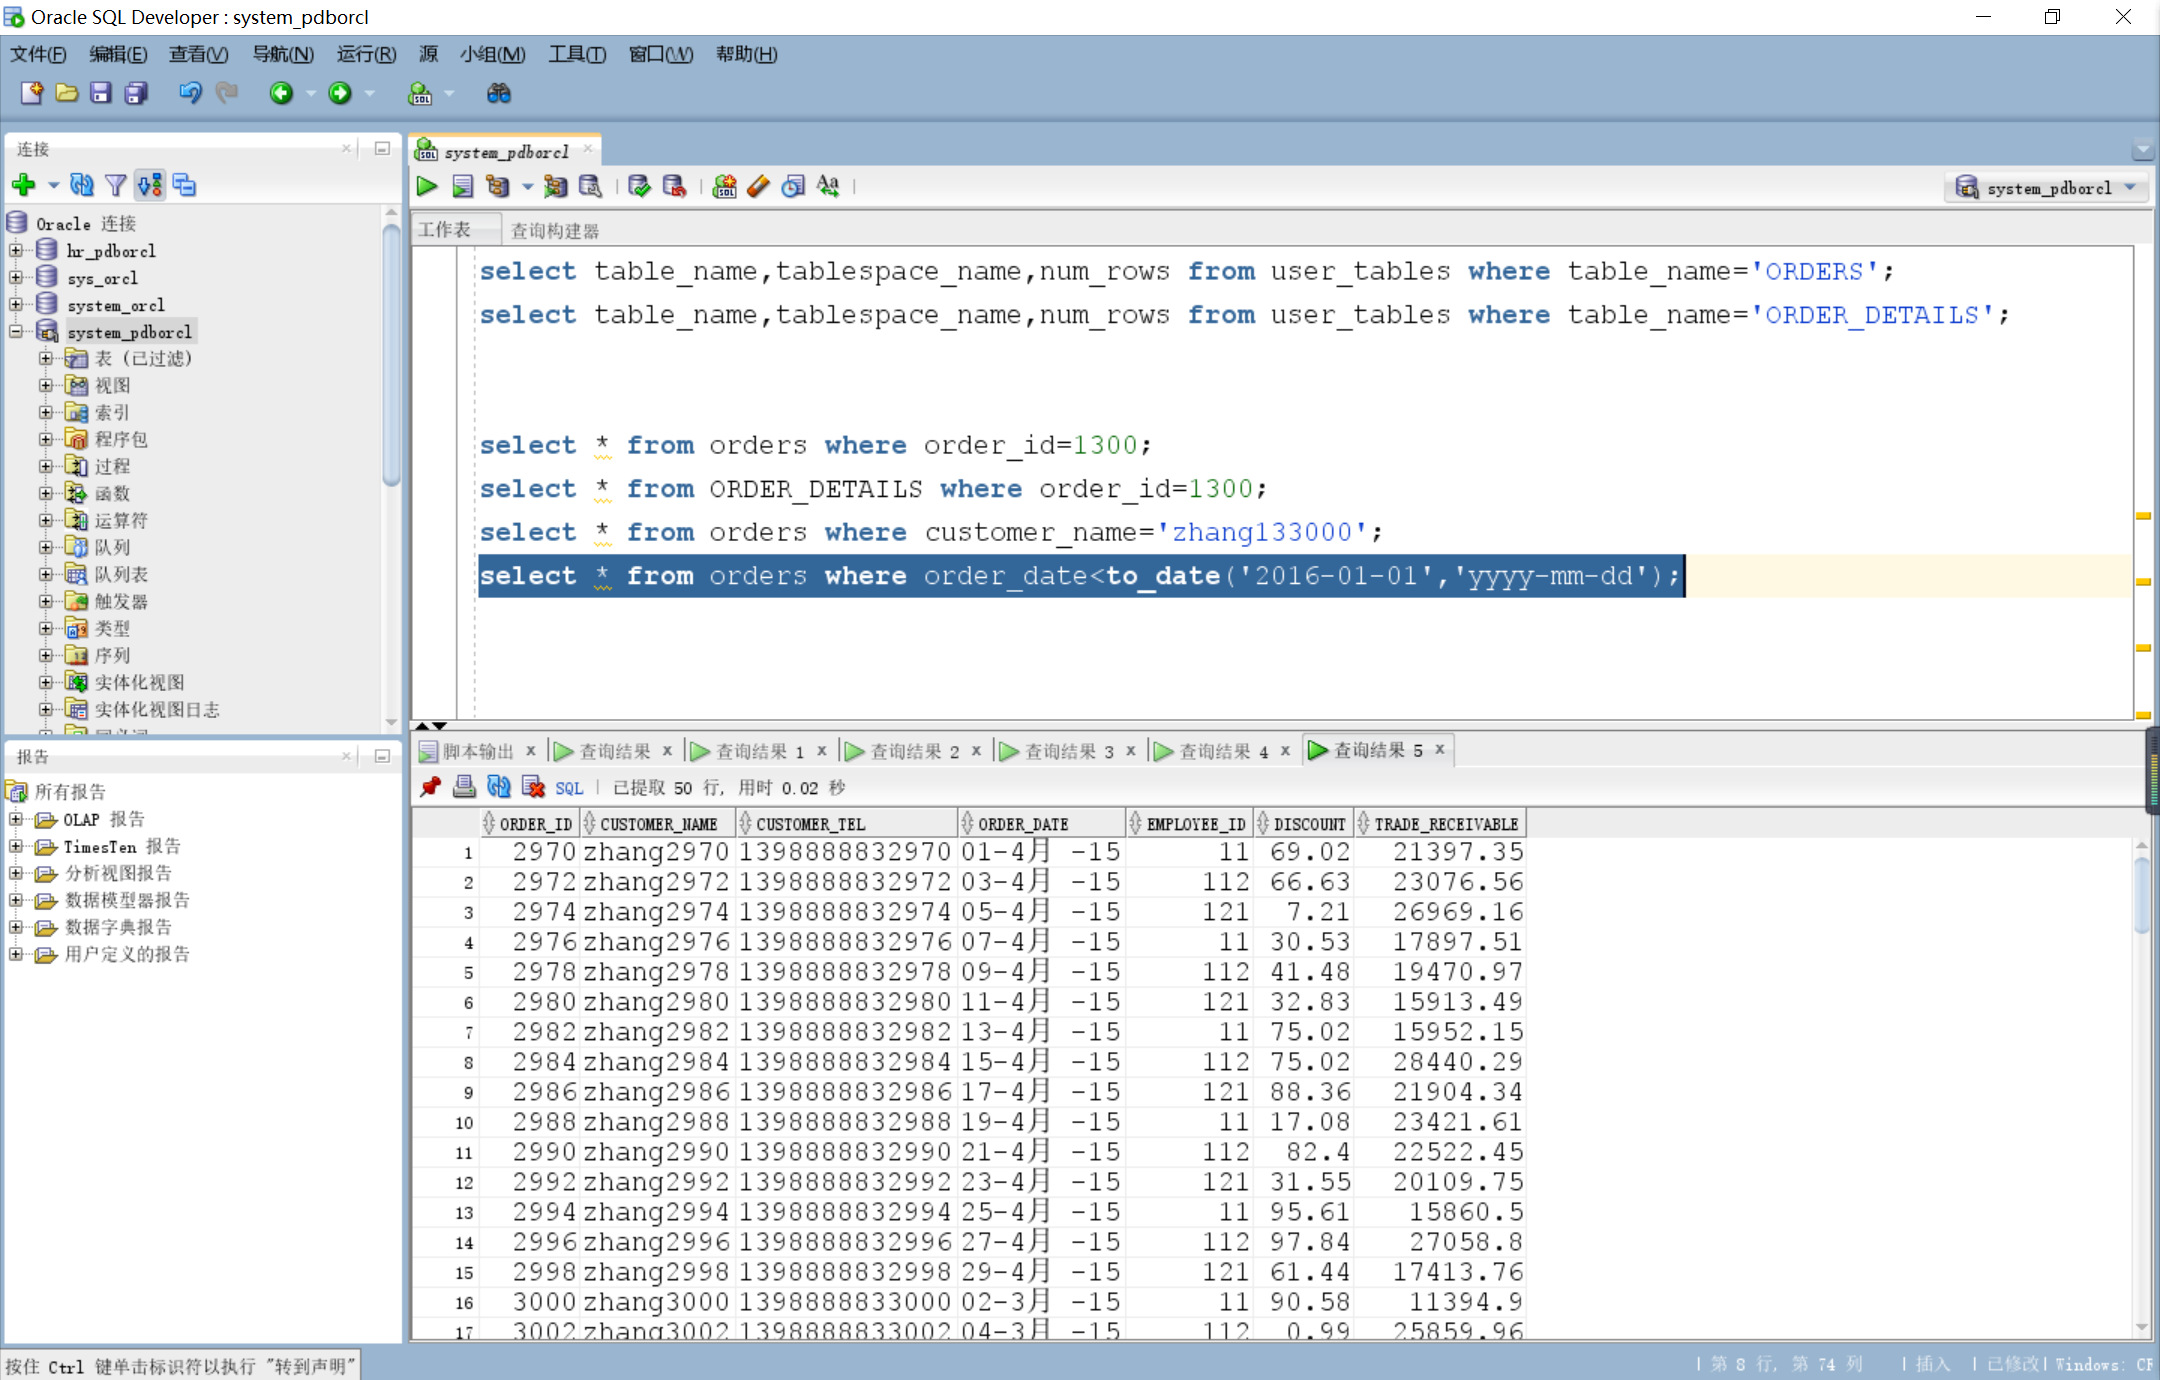 Oracle SQL Developer : system_pdborcl
文件(F) 编辑(E) 查看(V) 导航(N) 运行(R) 源 小组(M) 工具(T) 窗口(W) 帮助(H)
连接
Oracle 连接
hr_pdborcl
sys_orcl
system_orcl
system_pdborcl
表 (已过滤)
视图
索引
程序包
过程
函数
运算符
队列
队列表
触发器
类型
序列
实体化视图
实体化视图日志
报告
所有报告
OLAP 报告
TimesTen 报告
分析视图报告
数据模型器报告
数据字典报告
用户定义的报告
system_pdborcl
system_pdborcl
工作表 查询构建器
select table_name,tablespace_name,num_rows from user_tables where table_name='ORDERS';
select table_name,tablespace_name,num_rows from user_tables where table_name='ORDER_DETAILS';
select * from orders where order_id=1300;
select * from ORDER_DETAILS where order_id=1300;
select * from orders where customer_name='zhang133000';
select * from orders where order_date<to_date('2016-01-01','yyyy-mm-dd');
脚本输出 查询结果 查询结果 1 查询结果 2 查询结果 3 查询结果 4 查询结果 5
SQL | 已提取 50 行, 用时 0.02 秒
ORDER_ID CUSTOMER_NAME CUSTOMER_TEL ORDER_DATE EMPLOYEE_ID DISCOUNT TRADE_RECEIVABLE
1 2970 zhang2970 1398888832970 01-4月 -15 11 69.02 21397.35
2 2972 zhang2972 1398888832972 03-4月 -15 112 66.63 23076.56
3 2974 zhang2974 1398888832974 05-4月 -15 121 7.21 26969.16
4 2976 zhang2976 1398888832976 07-4月 -15 11 30.53 17897.51
5 2978 zhang2978 1398888832978 09-4月 -15 112 41.48 19470.97
6 2980 zhang2980 1398888832980 11-4月 -15 121 32.83 15913.49
7 2982 zhang2982 1398888832982 13-4月 -15 11 75.02 15952.15
8 2984 zhang2984 1398888832984 15-4月 -15 112 75.02 28440.29
9 2986 zhang2986 1398888832986 17-4月 -15 121 88.36 21904.34
10 2988 zhang2988 1398888832988 19-4月 -15 11 17.08 23421.61
11 2990 zhang2990 1398888832990 21-4月 -15 112 82.4 22522.45
12 2992 zhang2992 1398888832992 23-4月 -15 121 31.55 20109.75
13 2994 zhang2994 1398888832994 25-4月 -15 11 95.61 15860.5
14 2996 zhang2996 1398888832996 27-4月 -15 112 97.84 27058.8
15 2998 zhang2998 1398888832998 29-4月 -15 121 61.44 17413.76
16 3000 zhang3000 1398888833000 02-3月 -15 11 90.58 11394.9
17 3002 zhang3002 1398888833002 04-3月 -15 112 0.99 25859.96
按住 Ctrl 键单击标识符以执行 "转到声明"
| 第 8 行, 第 74 列 | 插入 | 已修改| Windows: CF